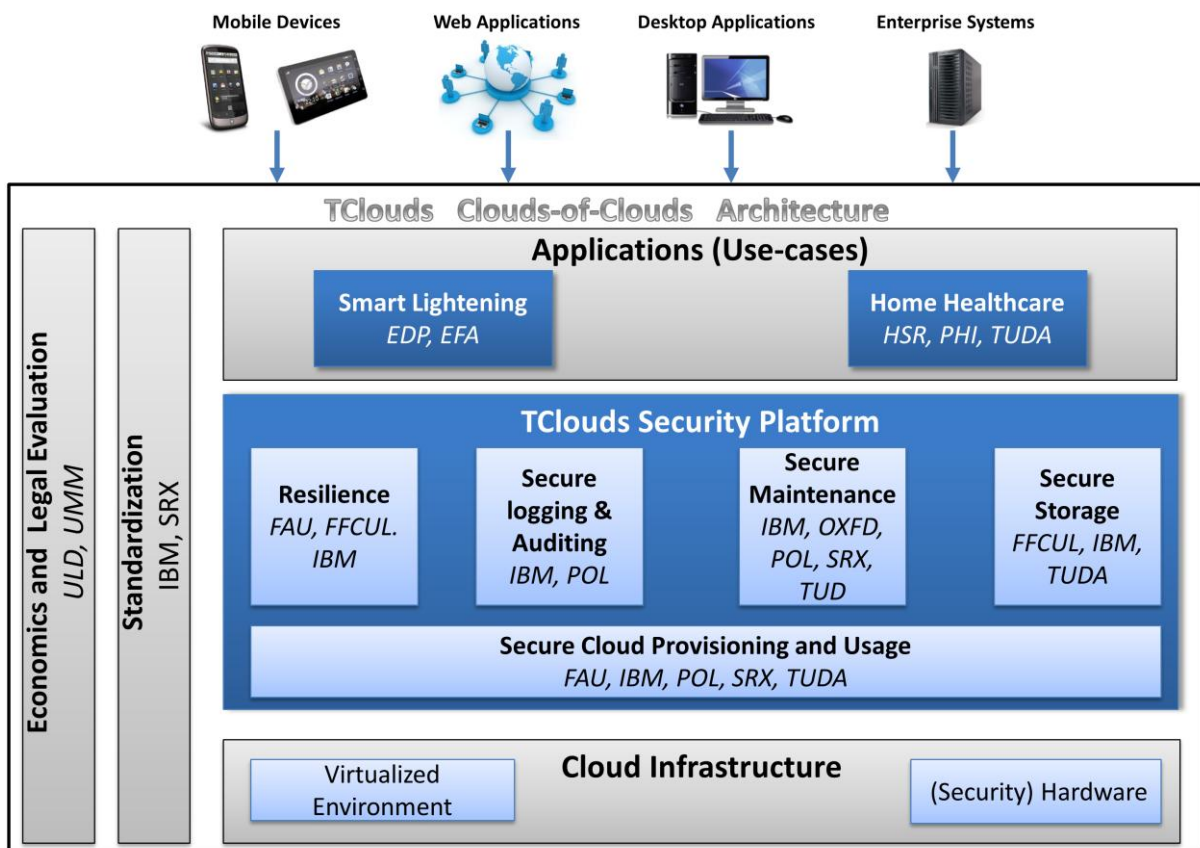 Mobile Devices
Web Applications
Desktop Applications
Enterprise Systems
TClouds Clouds-of-Clouds Architecture
Economics and Legal Evaluation
ULD, UMM
Standardization
IBM, SRX
Applications (Use-cases)
Smart Lightening
EDP, EFA
Home Healthcare
HSR, PHI, TUDA
TClouds Security Platform
Resilience
FAU, FFCUL.
IBM
Secure
logging &
Auditing
IBM, POL
Secure
Maintenance
IBM, OXFD,
POL, SRX,
TUD
Secure
Storage
FFCUL, IBM,
TUDA
Secure Cloud Provisioning and Usage
FAU, IBM, POL, SRX, TUDA
Cloud Infrastructure
Virtualized
Environment
(Security) Hardware